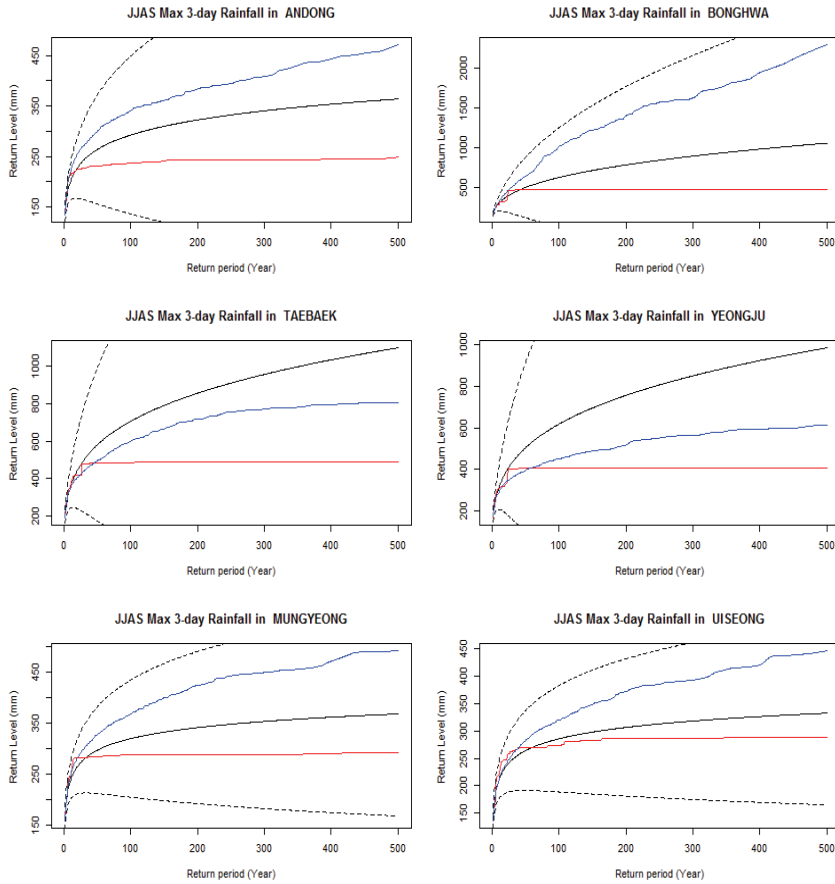 JJAS Max 3-day Rainfall in ANDONG
JJAS Max 3-day Rainfall in BONGHWA
Return Level (mm)
150 250 350 450
0 100 200 300 400 500
Return period (Year)
Return Level (mm)
500 1000 1500 2000
0 100 200 300 400 500
Return period (Year)
JJAS Max 3-day Rainfall in TAEBAEK
JJAS Max 3-day Rainfall in YEONGJU
Return Level (mm)
200 400 600 800 1000
0 100 200 300 400 500
Return period (Year)
Return Level (mm)
200 400 600 800 1000
0 100 200 300 400 500
Return period (Year)
JJAS Max 3-day Rainfall in MUNGYEONG
JJAS Max 3-day Rainfall in UISEONG
Return Level (mm)
150 250 350 450
0 100 200 300 400 500
Return period (Year)
Return Level (mm)
150 200 250 300 350 400 450
0 100 200 300 400 500
Return period (Year)